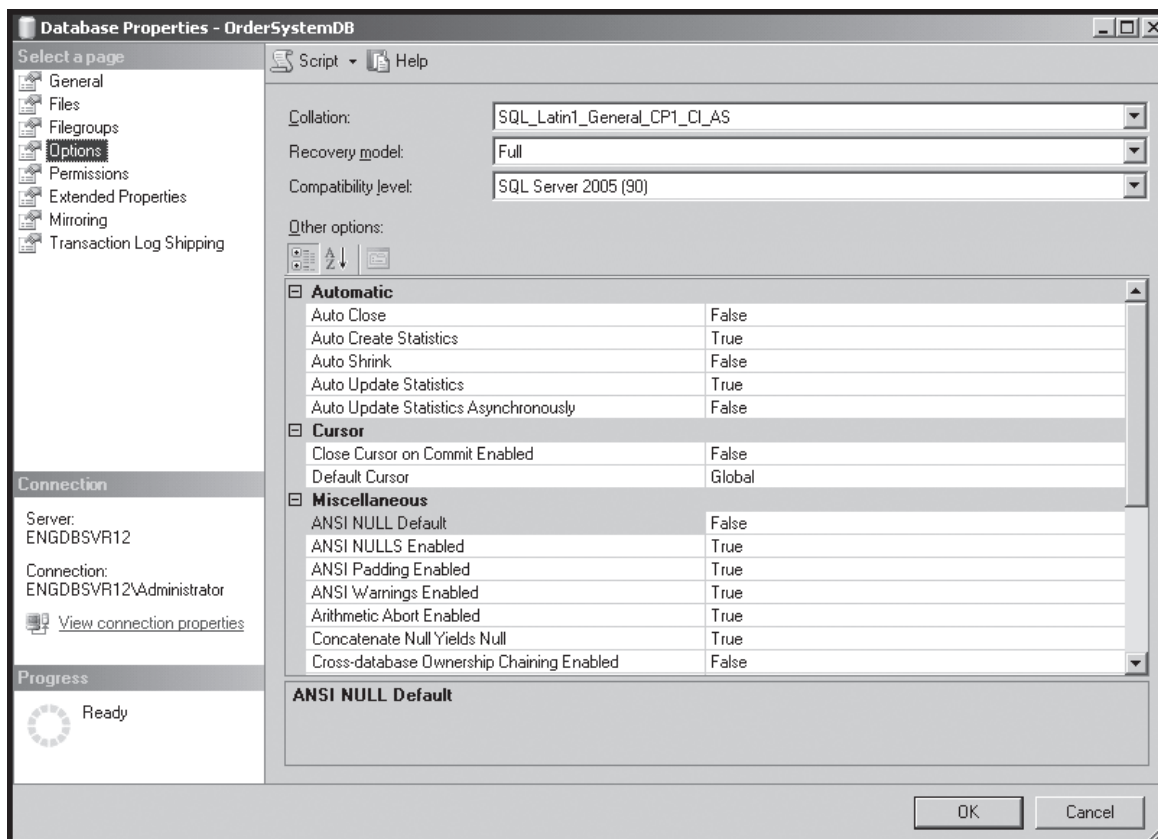 Database Properties - OrderSystemDB
Select a page
General
Files
Filegroups
Options
Permissions
Extended Properties
Mirroring
Transaction Log Shipping
Connection
Server:
ENGDBSVR12
Connection:
ENGDBSVR12\Administrator
View connection properties
Progress
Ready
Script Help
Collation: SQL_Latin1_General_CP1_CI_AS
Recovery model: Full
Compatibility level: SQL Server 2005 (90)
Other options:
Automatic
Auto Close False
Auto Create Statistics True
Auto Shrink False
Auto Update Statistics True
Auto Update Statistics Asynchronously False
Cursor
Close Cursor on Commit Enabled False
Default Cursor Global
Miscellaneous
ANSI NULL Default False
ANSI NULLS Enabled True
ANSI Padding Enabled True
ANSI Warnings Enabled True
Arithmetic Abort Enabled True
Concatenate Null Yields Null True
Cross-database Ownership Chaining Enabled False
ANSI NULL Default
OK Cancel